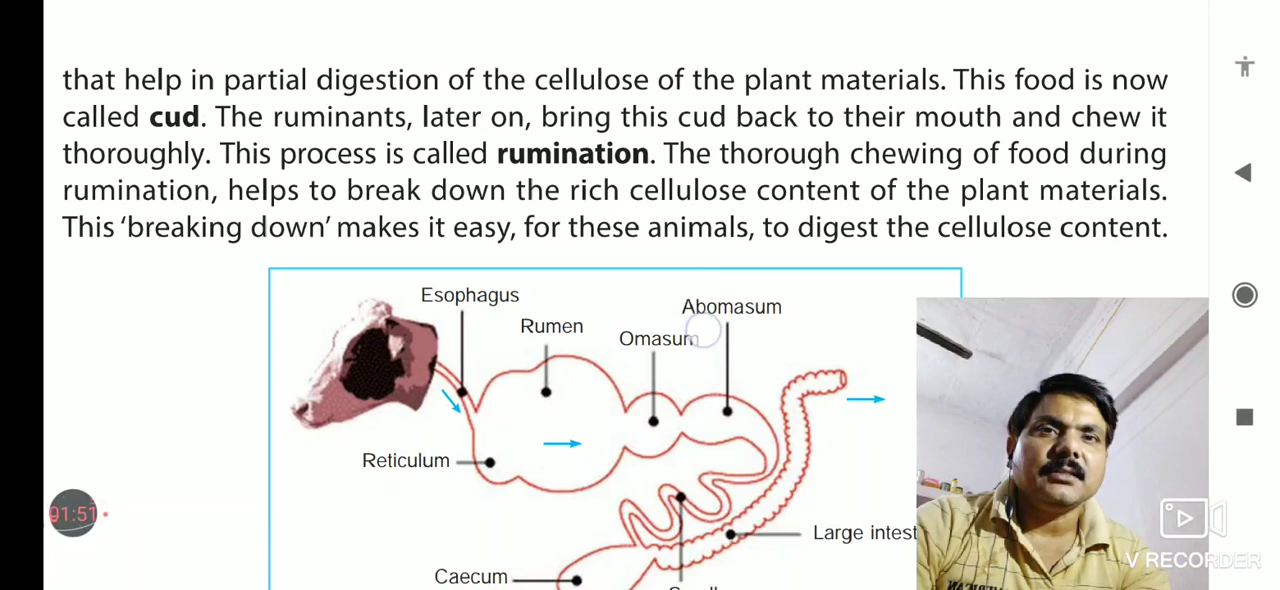 that help in partial digestion of the cellulose of the plant materials. This food is now
called cud. The ruminants, later on, bring this cud back to their mouth and chew it
thoroughly. This process is called rumination. The thorough chewing of food during
rumination, helps to break down the rich cellulose content of the plant materials.
This ‘breaking down’ makes it easy, for these animals, to digest the cellulose content.
Esophagus
Abomasum
Rumen
Omasum
Reticulum
Large intest
Caecum
01:51
V RECORDER